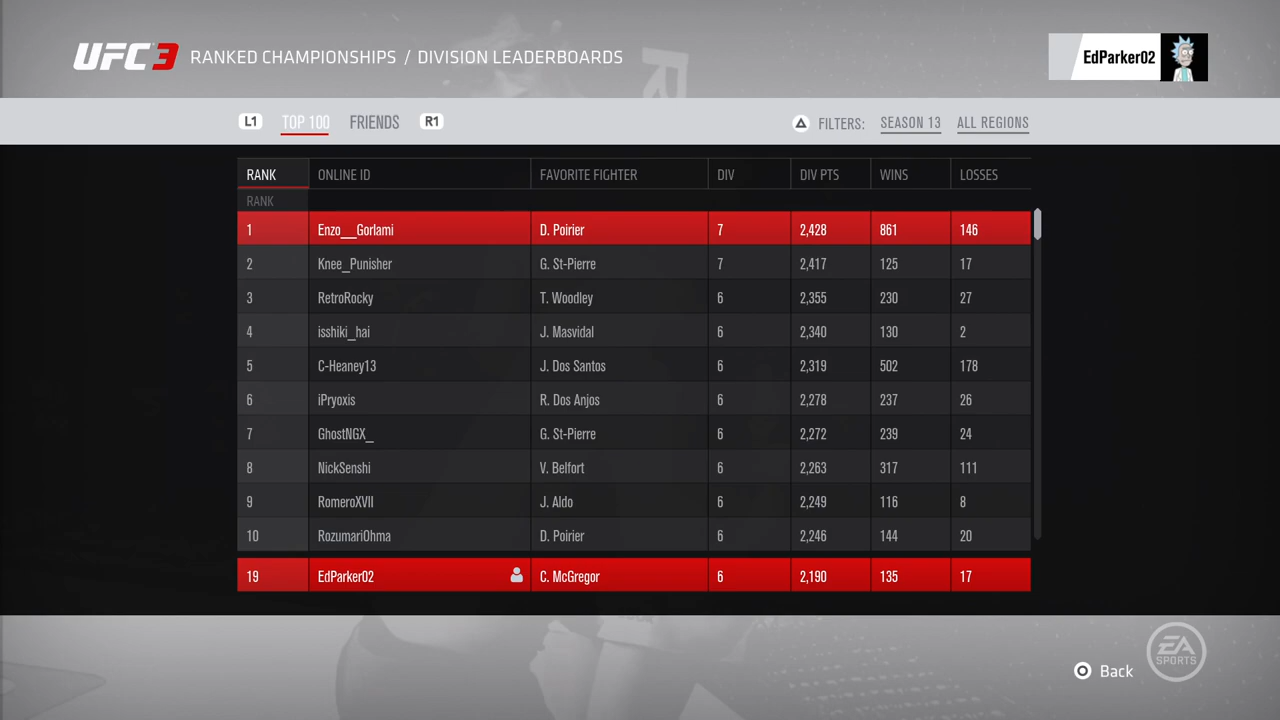 UFC 3 RANKED CHAMPIONSHIPS / DIVISION LEADERBOARDS EdParker02
L1 TOP 100 FRIENDS R1 FILTERS: SEASON 13 ALL REGIONS
RANK ONLINE ID FAVORITE FIGHTER DIV DIV PTS WINS LOSSES
RANK
1 Enzo__Gorlami D. Poirier 7 2,428 861 146
2 Knee_Punisher G. St-Pierre 7 2,417 125 17
3 RetroRocky T. Woodley 6 2,355 230 27
4 isshiki_hai J. Masvidal 6 2,340 130 2
5 C-Heaney13 J. Dos Santos 6 2,319 502 178
6 iPryoxis R. Dos Anjos 6 2,278 237 26
7 GhostNGX_ G. St-Pierre 6 2,272 239 24
8 NickSenshi V. Belfort 6 2,263 317 111
9 RomeroXVII J. Aldo 6 2,249 116 8
10 RozumariOhma D. Poirier 6 2,246 144 20
19 EdParker02 C. McGregor 6 2,190 135 17
Back
EA SPORTS